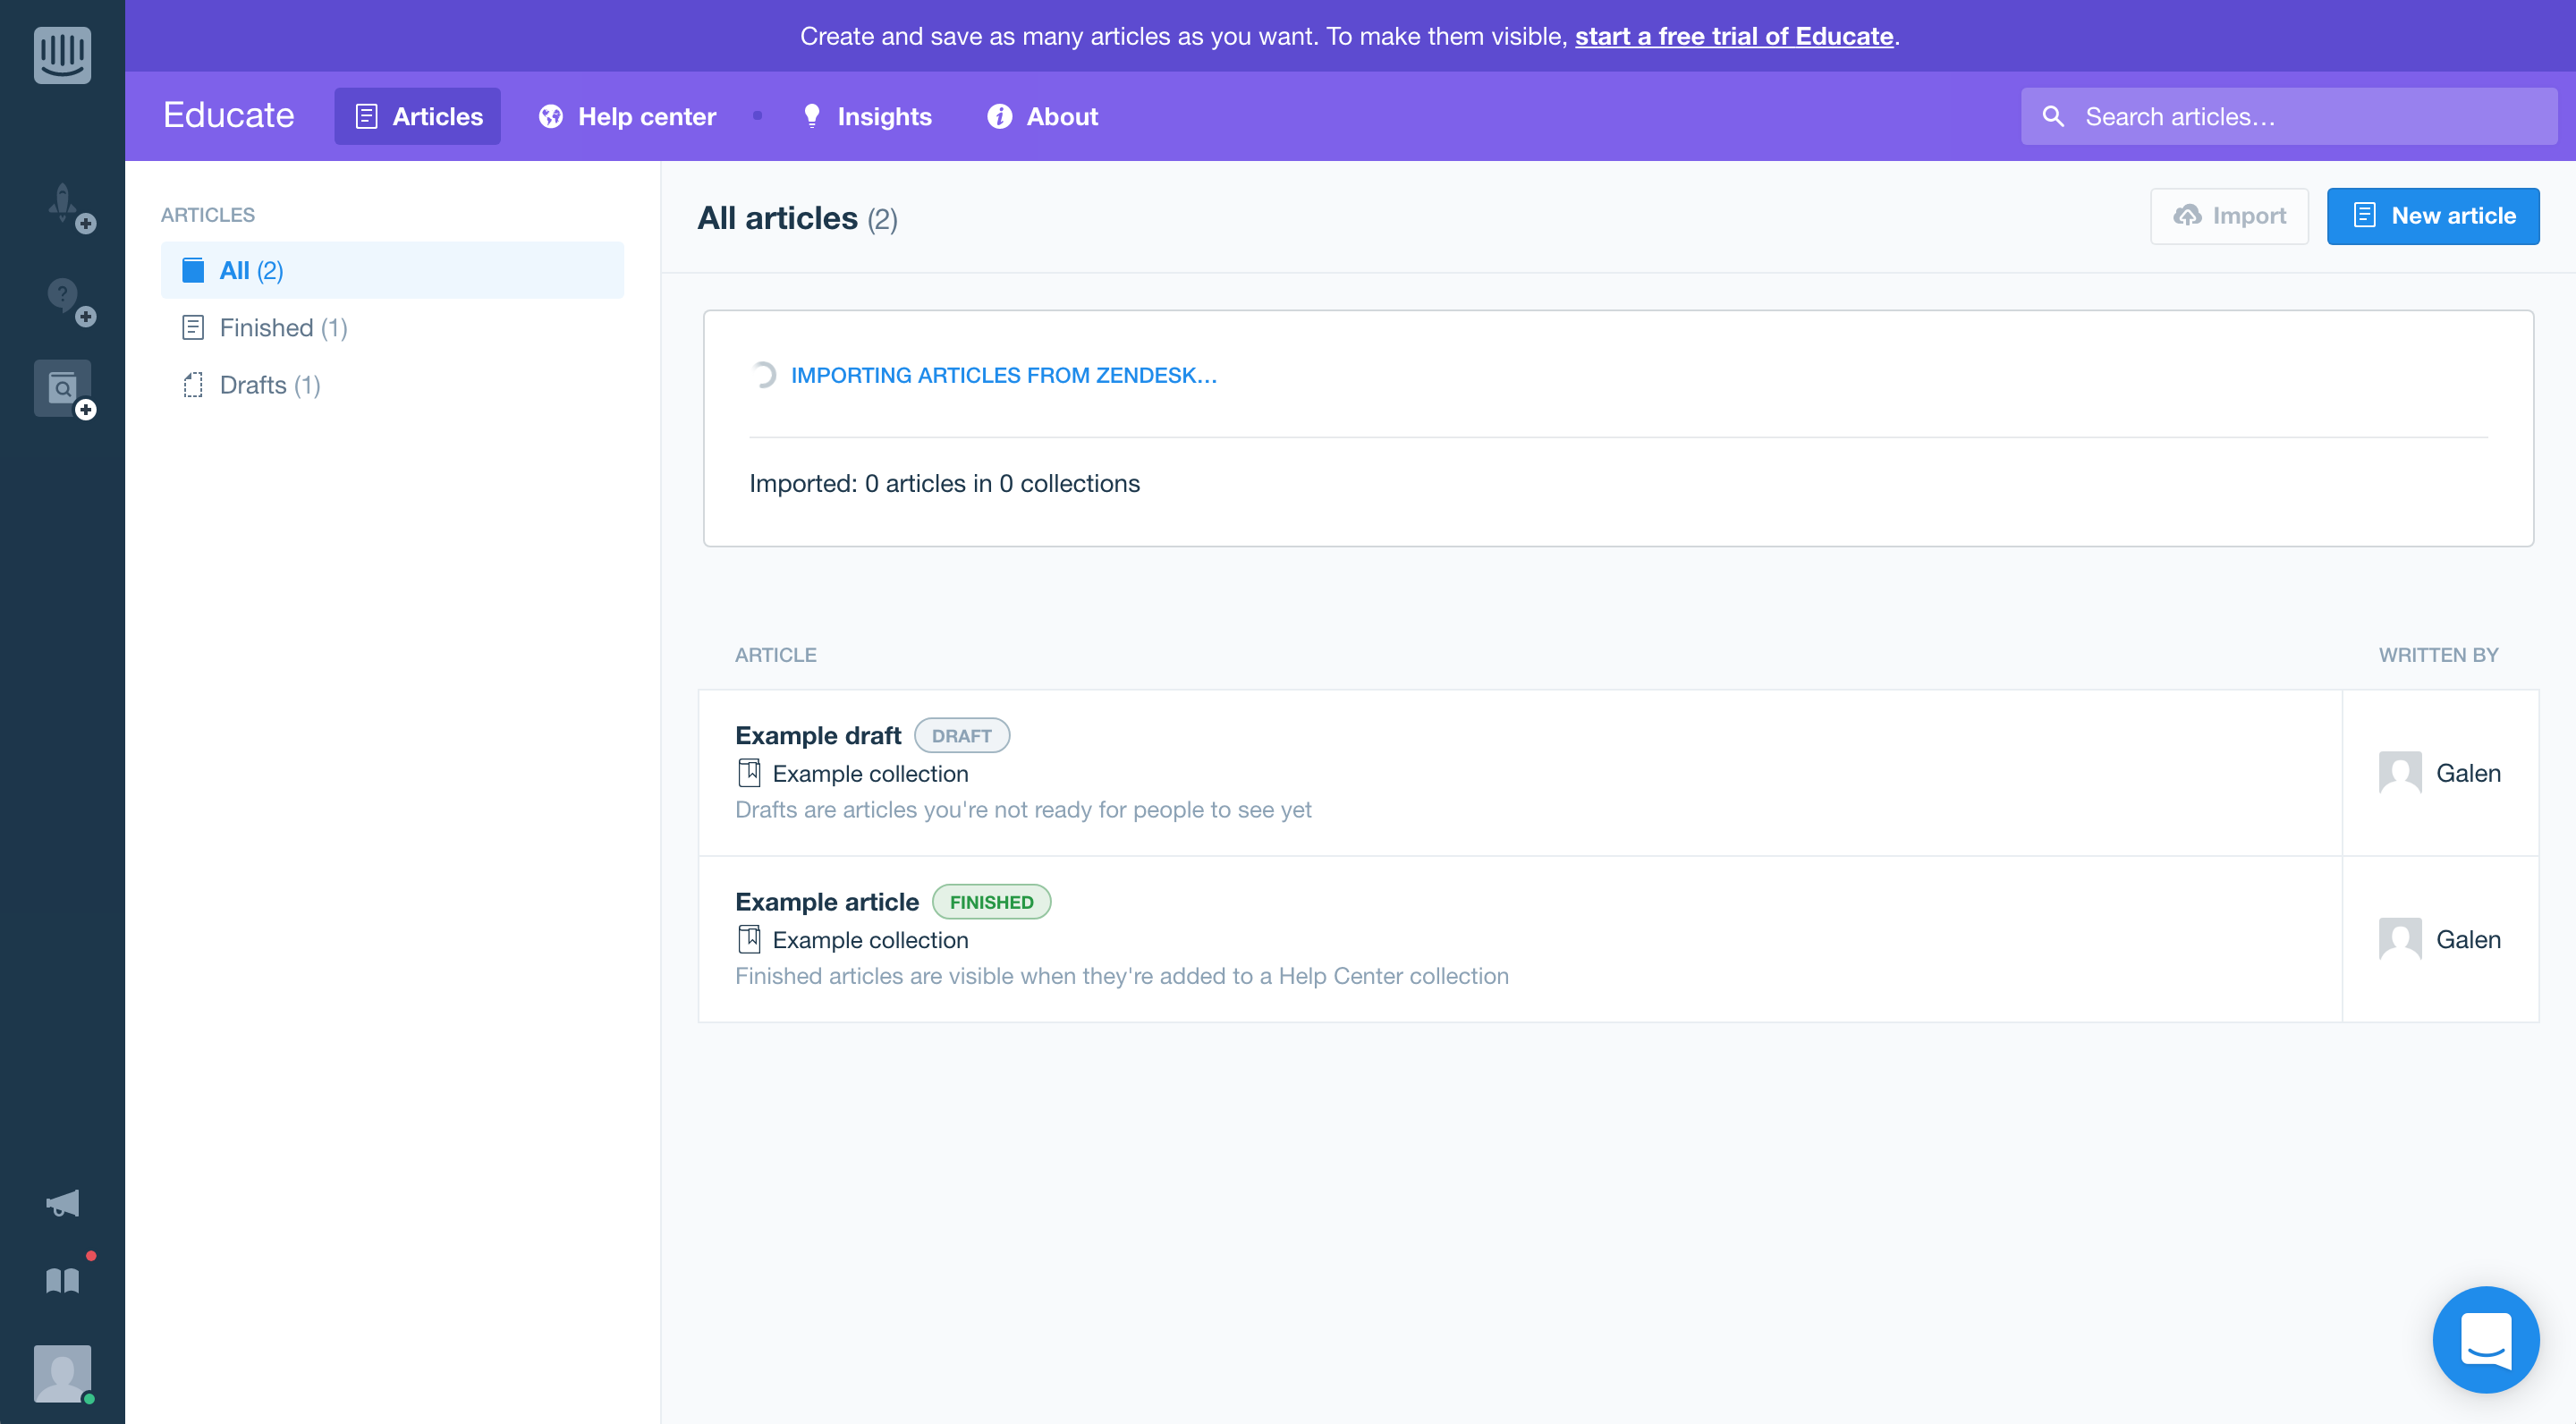 Create and save as many articles as you want. To make them visible, start a free trial of Educate.
Educate
Articles
Help center
Insights
About
Search articles...
ARTICLES
All (2)
Finished (1)
Drafts (1)
All articles (2)
Import
New article
IMPORTING ARTICLES FROM ZENDESK...
Imported: 0 articles in 0 collections
ARTICLE
WRITTEN BY
Example draft DRAFT
Example collection
Drafts are articles you're not ready for people to see yet
Galen
Example article FINISHED
Example collection
Finished articles are visible when they're added to a Help Center collection
Galen